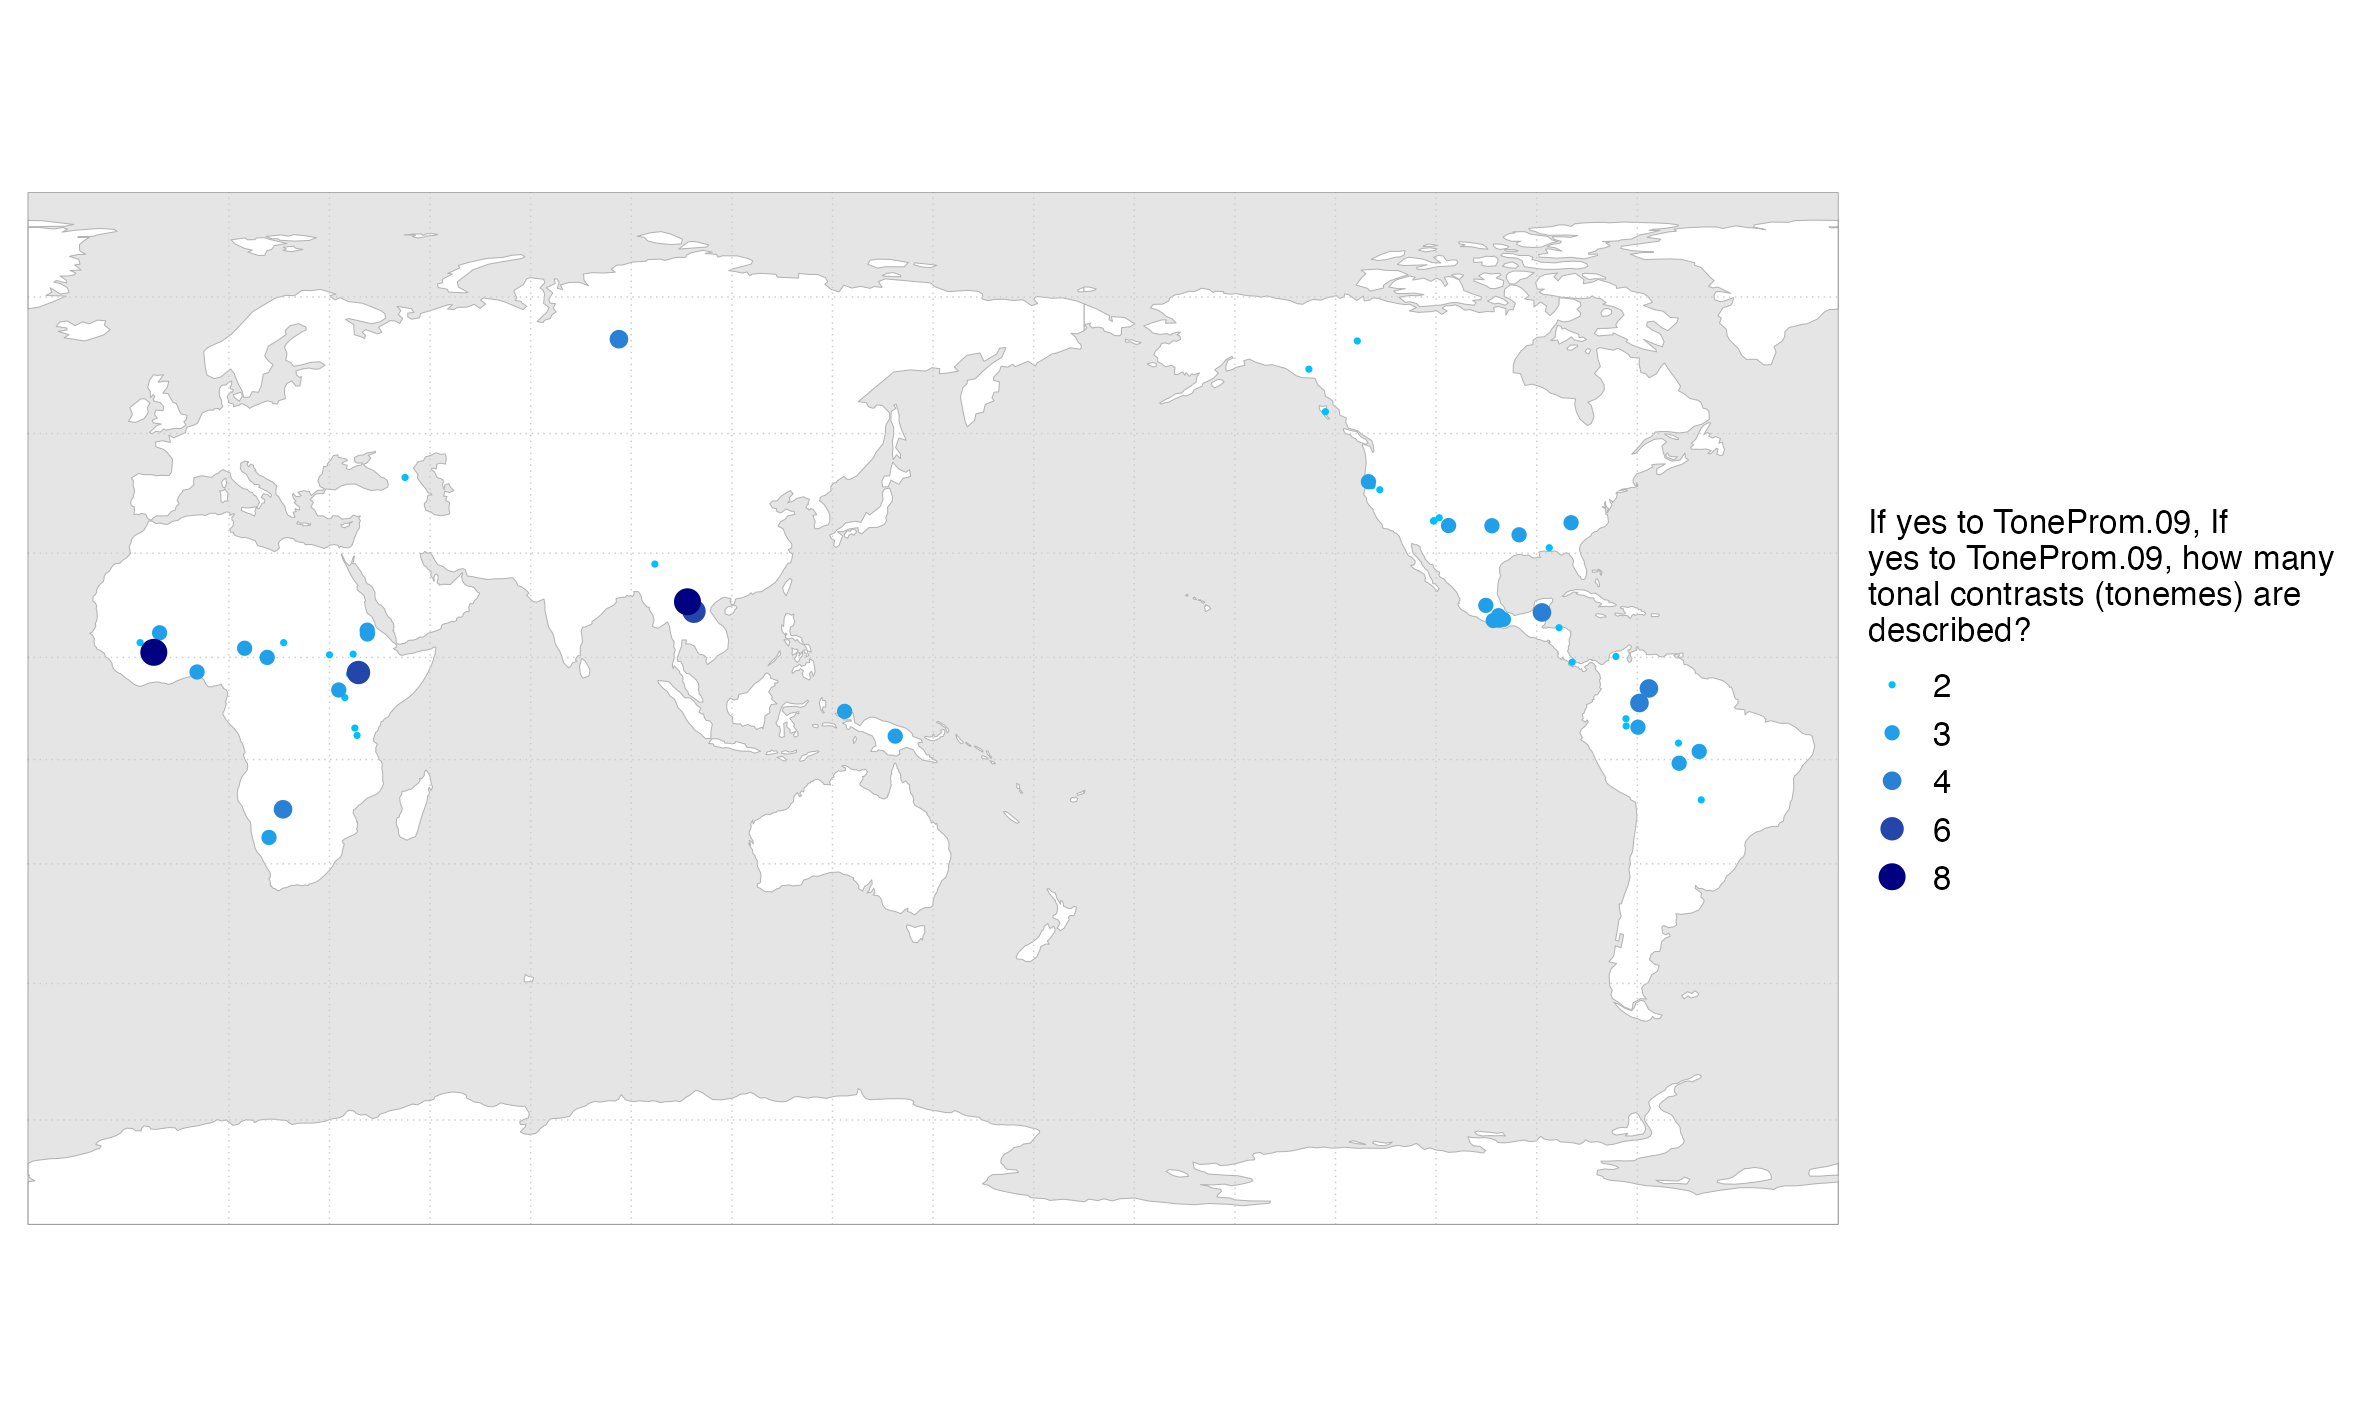 If yes to ToneProm.09, If
yes to ToneProm.09, how many
tonal contrasts (tonemes) are
described?
2
3
4
6
8